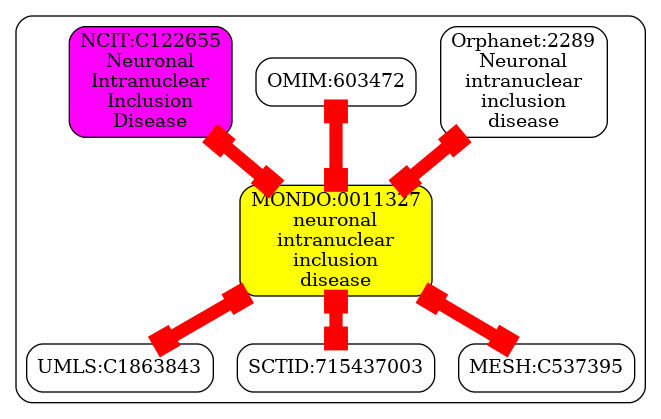 NCIT:C122655
Neuronal
Intranuclear
Inclusion
Disease
OMIM:603472
Orphanet:2289
Neuronal
intranuclear
inclusion
disease
MONDO:0011327
neuronal
intranuclear
inclusion
disease
UMLS:C1863843
SCTID:715437003
MESH:C537395